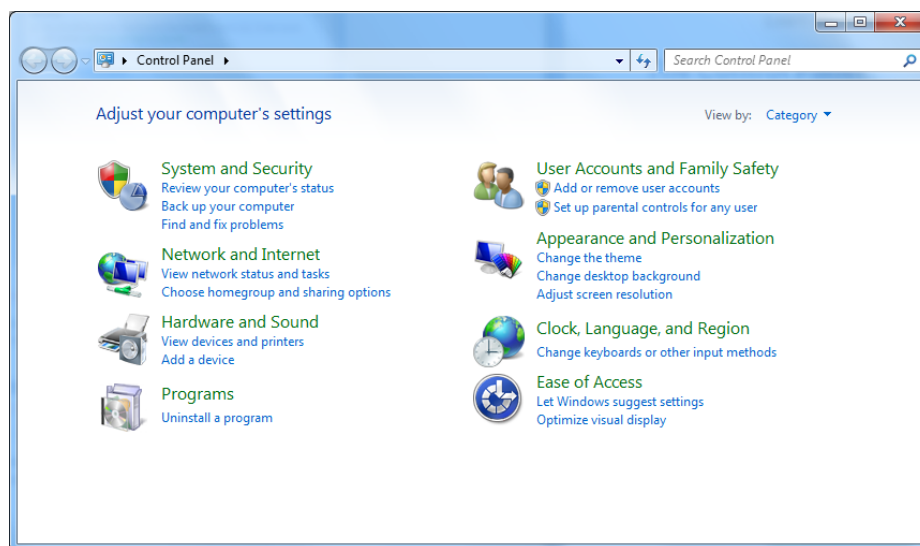 Control Panel
Search Control Panel
Adjust your computer's settings
View by: Category
System and Security
Review your computer's status
Back up your computer
Find and fix problems
Network and Internet
View network status and tasks
Choose homegroup and sharing options
Hardware and Sound
View devices and printers
Add a device
Programs
Uninstall a program
User Accounts and Family Safety
Add or remove user accounts
Set up parental controls for any user
Appearance and Personalization
Change the theme
Change desktop background
Adjust screen resolution
Clock, Language, and Region
Change keyboards or other input methods
Ease of Access
Let Windows suggest settings
Optimize visual display